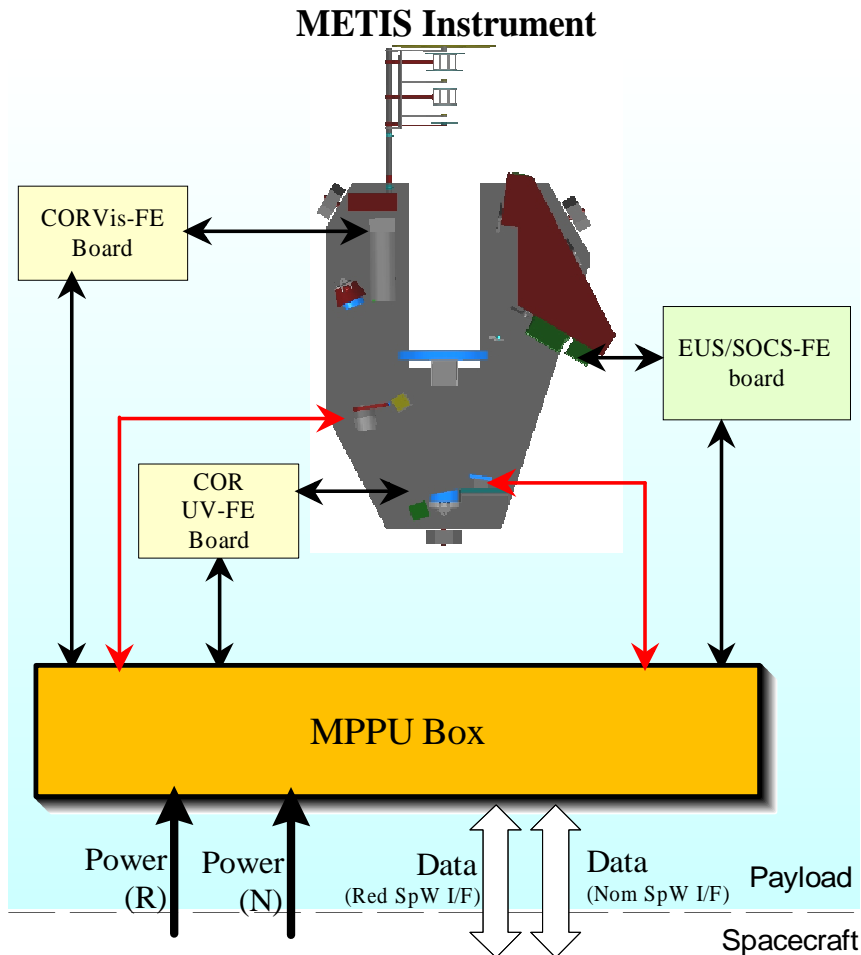 METIS Instrument
CORVis-FE
Board
EUS/SOCS-FE
board
COR
UV-FE
Board
MPPU Box
Power
(R)
Power
(N)
Data
(Red SpW I/F)
Data
(Nom SpW I/F)
Payload
Spacecraft